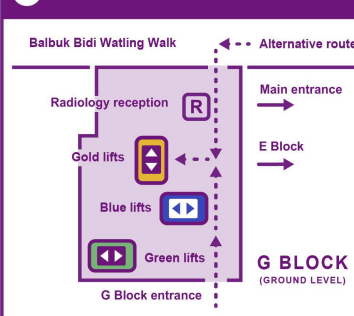 Balbuk Bidi Watling Walk
Alternative route
Radiology reception
R
Main entrance
Gold lifts
E Block
Blue lifts
Green lifts
G BLOCK
(GROUND LEVEL)
G Block entrance